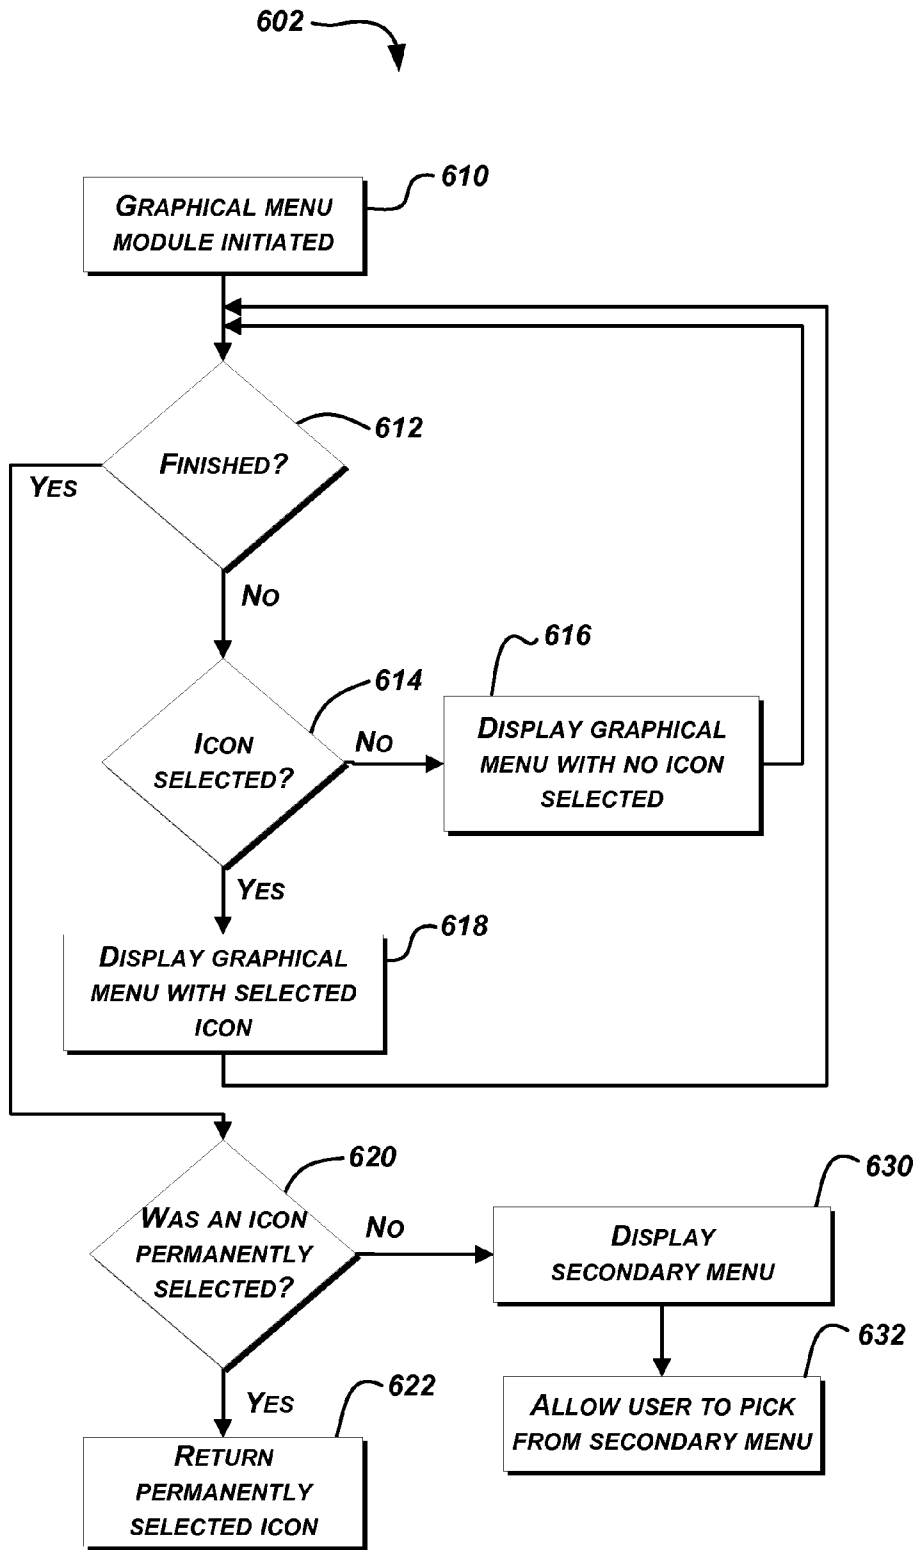 602
610
GRAPHICAL MENU
MODULE INITIATED
612
FINISHED?
YES
NO
616
614
ICON
SELECTED?
NO
DISPLAY GRAPHICAL
MENU WITH NO ICON
SELECTED
YES
618
DISPLAY GRAPHICAL
MENU WITH SELECTED
ICON
620
630
WAS AN ICON
PERMANENTLY
SELECTED?
NO
DISPLAY
SECONDARY MENU
632
622
YES
ALLOW USER TO PICK
FROM SECONDARY MENU
RETURN
PERMANENTLY
SELECTED ICON